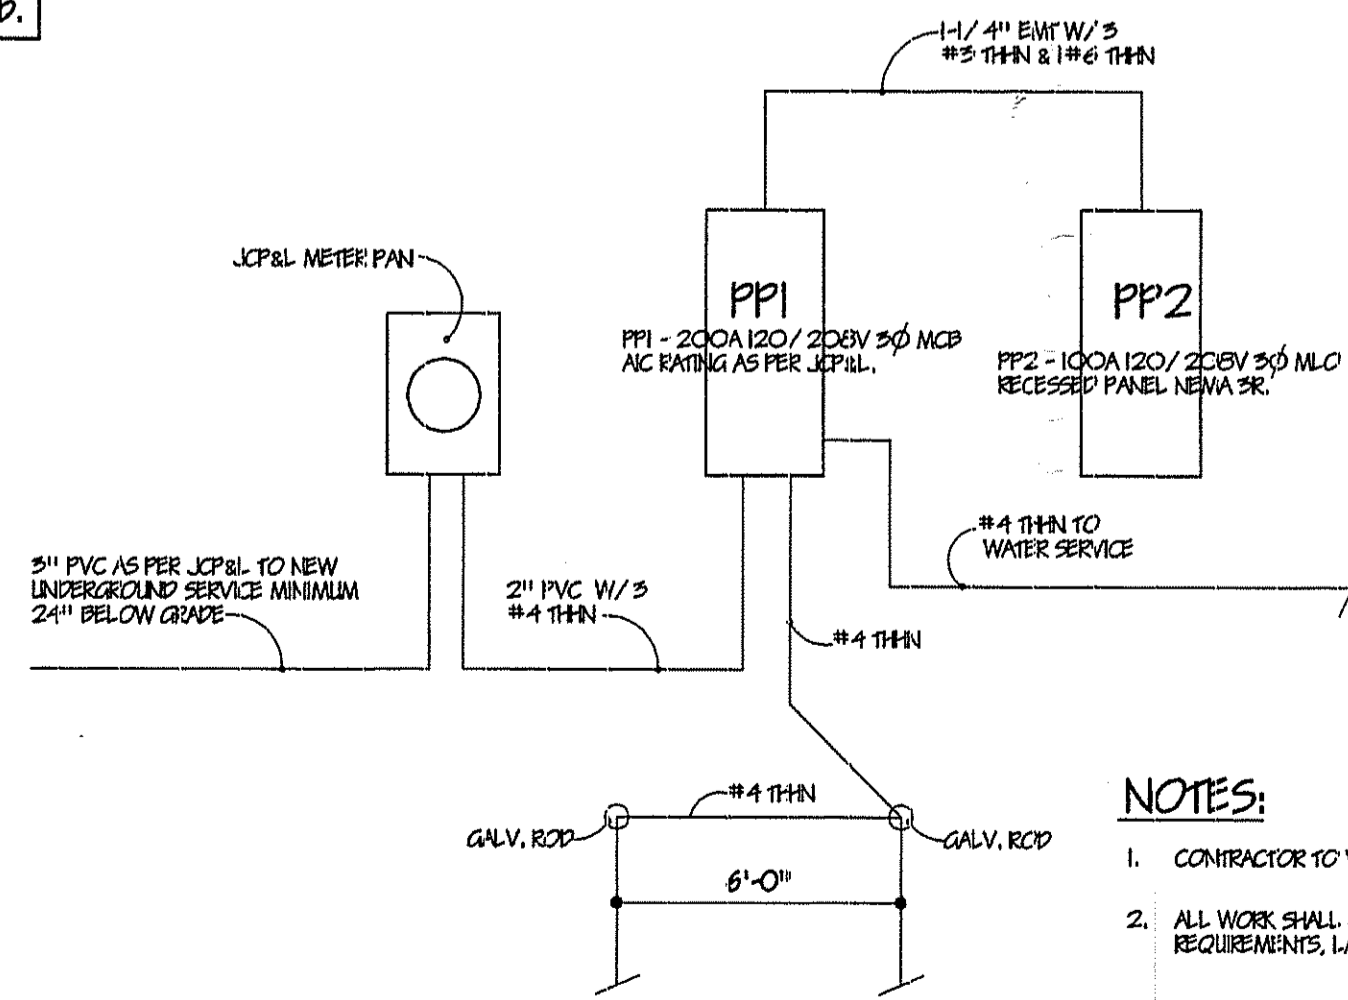 1-1/4" EMT W/3
#3 THHN & 1#6 THHN
JCP&L METER PAN
PP1
PP1 - 200A 120/208V 3Ø MCB
AIC RATING AS PER JCP&L.
PP2
PP2 - 100A 120/208V 3Ø MLO
RECESSED PANEL NEMA 3R.
#4 THHN TO
WATER SERVICE
3" PVC AS PER JCP&L TO NEW
UNDERGROUND SERVICE MINIMUM
24" BELOW GRADE
2" PVC W/3
#4 THHN
#4 THHN
#4 THHN
GALV. ROD
GALV. ROD
6'-0"
NOTES:
1. CONTRACTOR TO
2. ALL WORK SHALL
REQUIREMENTS,